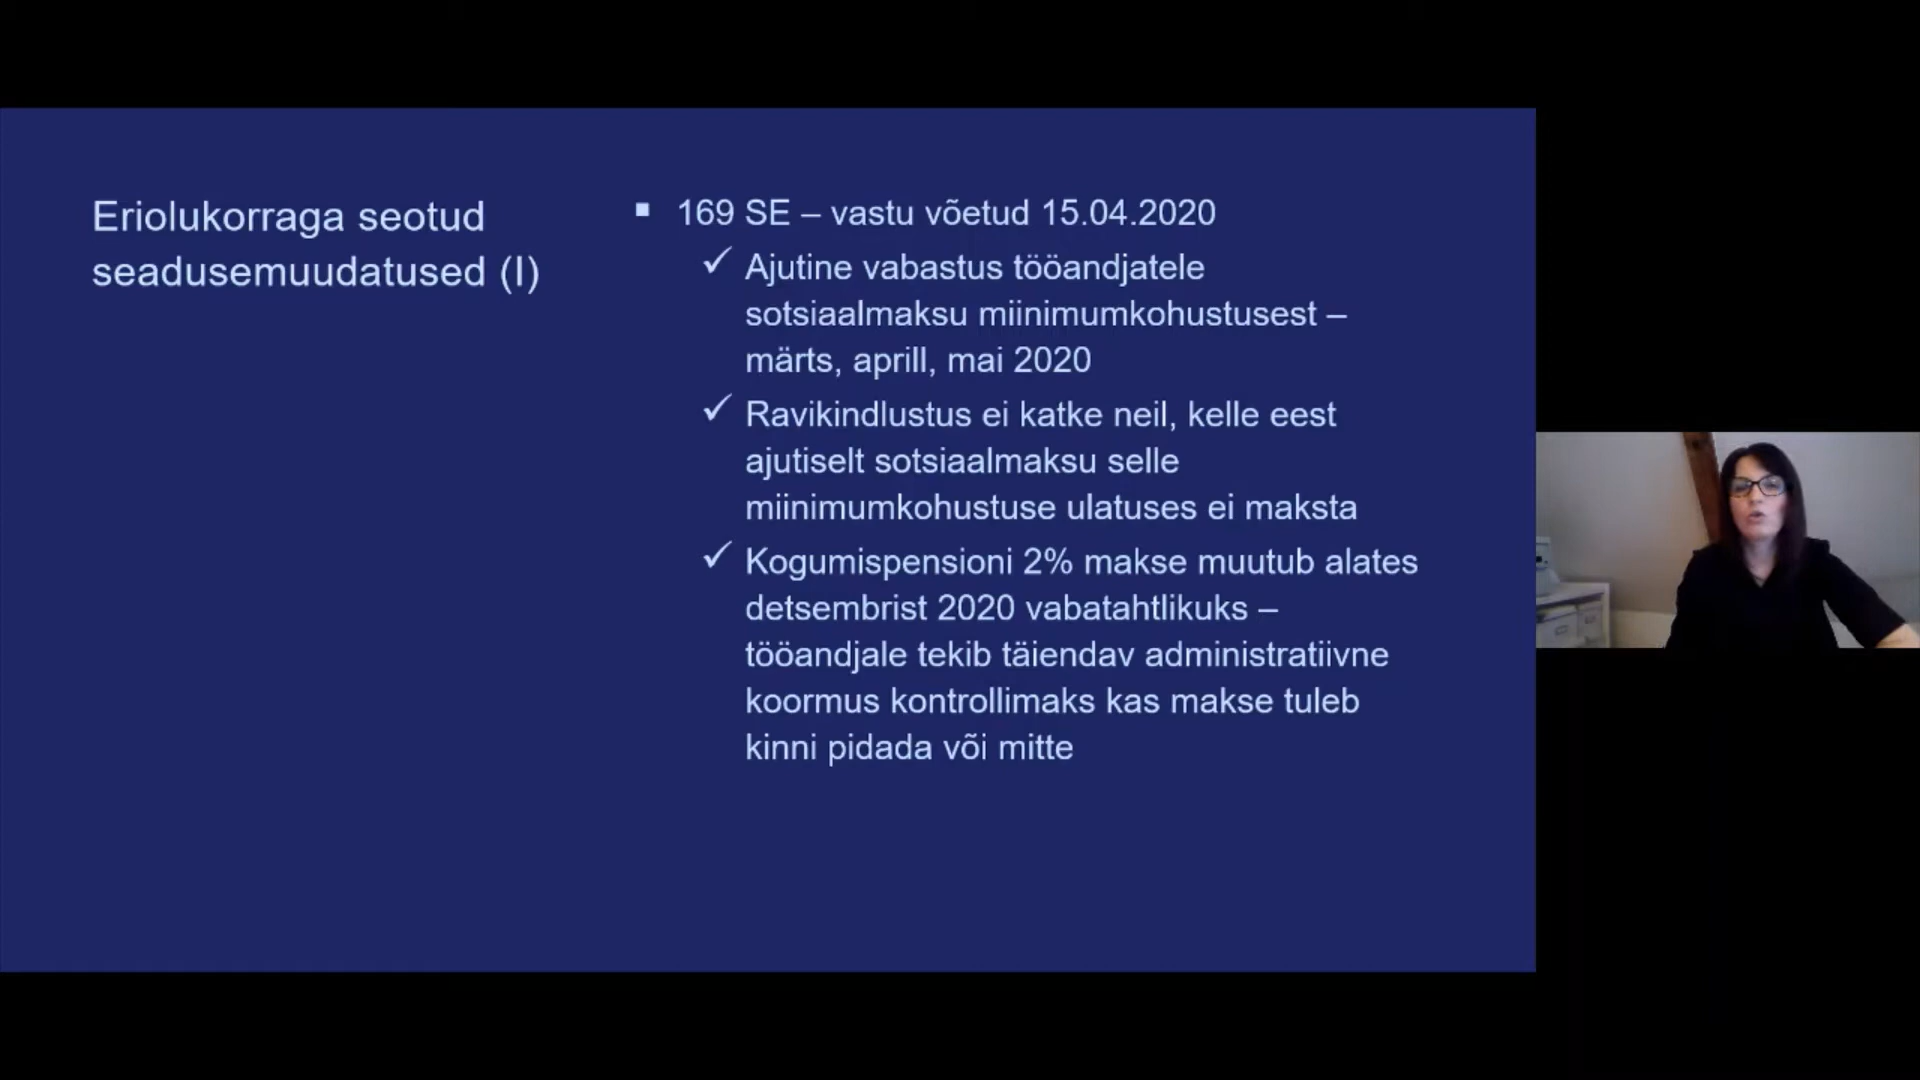 Eriolukorraga seotud
seadusemuudatused (I)
169 SE – vastu võetud 15.04.2020
Ajutine vabastus tööandjatele
sotsiaalmaksu miinimumkohustusest –
märts, aprill, mai 2020
Ravikindlustus ei katke neil, kelle eest
ajutiselt sotsiaalmaksu selle
miinimumkohustuse ulatuses ei maksta
Kogumispensioni 2% makse muutub alates
detsembrist 2020 vabatahtlikuks –
tööandjale tekib täiendav administratiivne
koormus kontrollimaks kas makse tuleb
kinni pidada või mitte